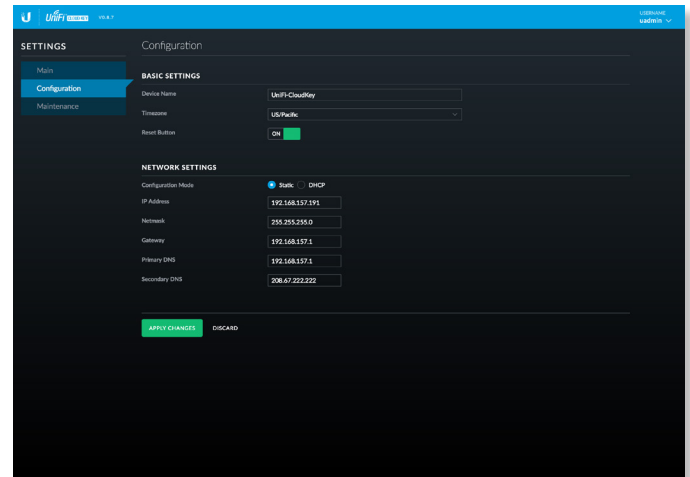 UniFi CLOUD KEY V0.6.7
USERNAME
uadmin
SETTINGS
Main
Configuration
Maintenance
Configuration
BASIC SETTINGS
Device Name UniFi-CloudKey
Timezone US/Pacific
Reset Button ON
NETWORK SETTINGS
Configuration Mode Static DHCP
IP Address 192.168.157.191
Netmask 255.255.255.0
Gateway 192.168.157.1
Primary DNS 192.168.157.1
Secondary DNS 208.67.222.222
APPLY CHANGES DISCARD